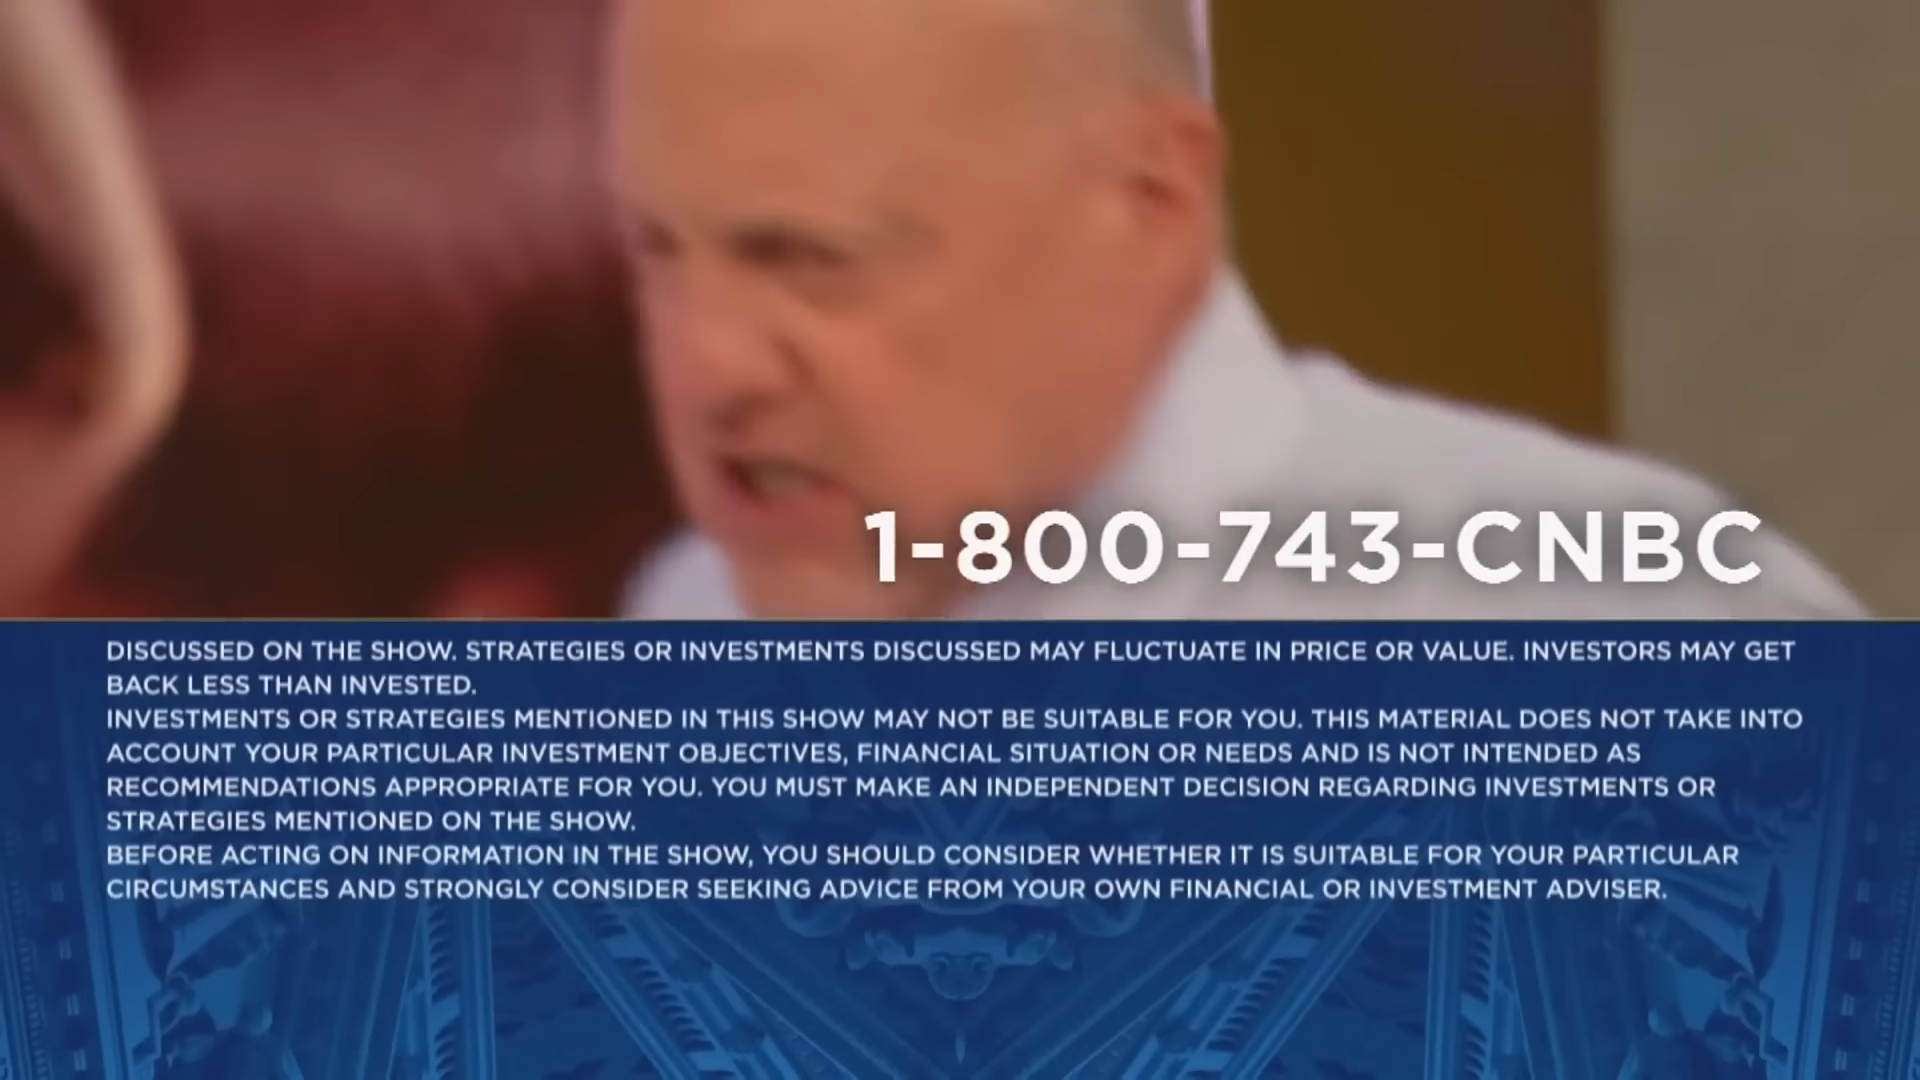 1-800-743-CNBC
DISCUSSED ON THE SHOW. STRATEGIES OR INVESTMENTS DISCUSSED MAY FLUCTUATE IN PRICE OR VALUE. INVESTORS MAY GET
BACK LESS THAN INVESTED.
INVESTMENTS OR STRATEGIES MENTIONED IN THIS SHOW MAY NOT BE SUITABLE FOR YOU. THIS MATERIAL DOES NOT TAKE INTO
ACCOUNT YOUR PARTICULAR INVESTMENT OBJECTIVES, FINANCIAL SITUATION OR NEEDS AND IS NOT INTENDED AS
RECOMMENDATIONS APPROPRIATE FOR YOU. YOU MUST MAKE AN INDEPENDENT DECISION REGARDING INVESTMENTS OR
STRATEGIES MENTIONED ON THE SHOW.
BEFORE ACTING ON INFORMATION IN THE SHOW, YOU SHOULD CONSIDER WHETHER IT IS SUITABLE FOR YOUR PARTICULAR
CIRCUMSTANCES AND STRONGLY CONSIDER SEEKING ADVICE FROM YOUR OWN FINANCIAL OR INVESTMENT ADVISER.